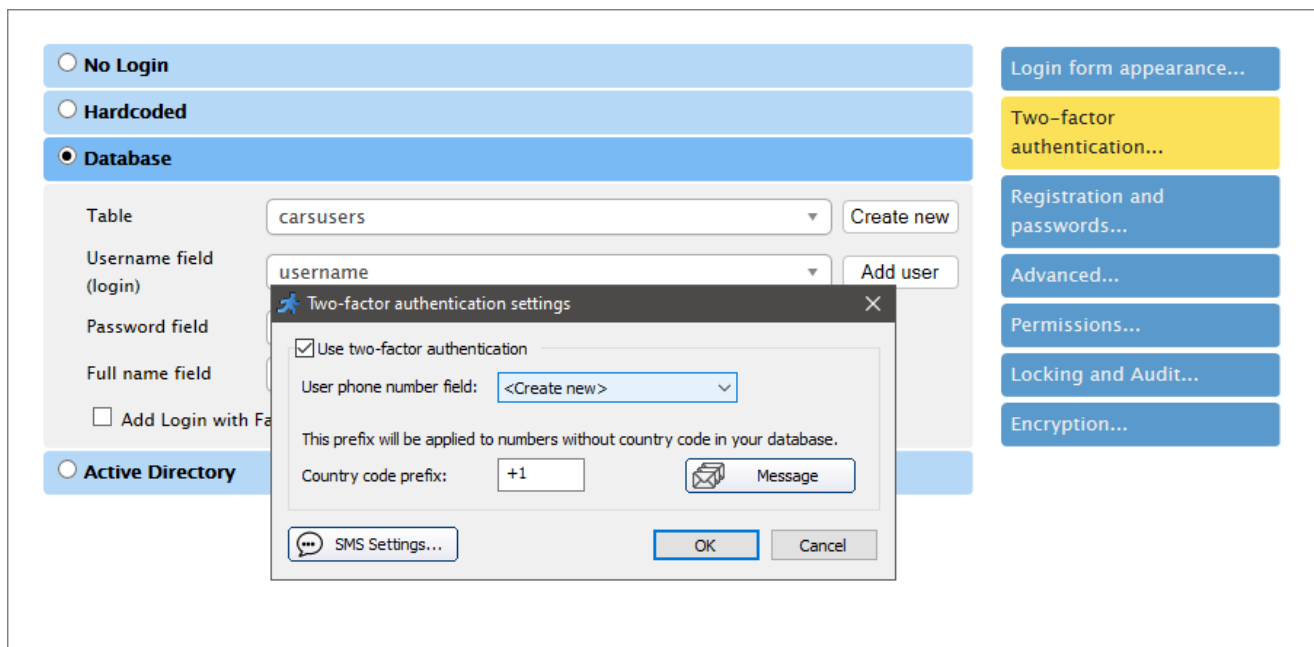 No Login
Hardcoded
Database
Table
carsusers
Create new
Username field
(login)
username
Add user
Password field
Full name field
Add Login with Fa
Active Directory
Login form appearance...
Two-factor
authentication...
Registration and
passwords...
Advanced...
Permissions...
Locking and Audit...
Encryption...
Two-factor authentication settings
Use two-factor authentication
User phone number field:
<Create new>
This prefix will be applied to numbers without country code in your database.
Country code prefix:
+1
Message
SMS Settings...
OK
Cancel